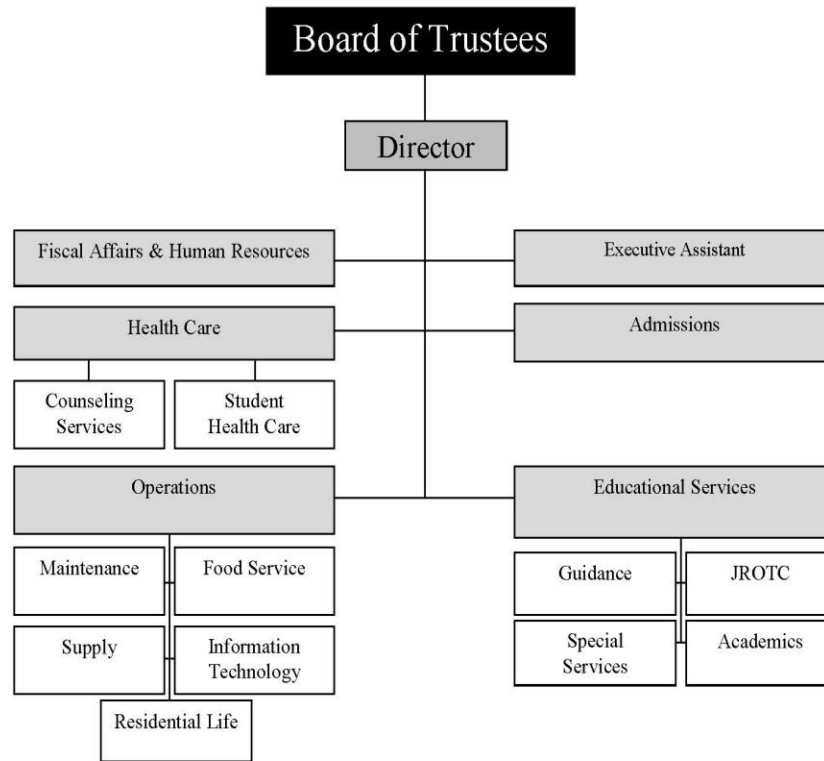 Board of Trustees
Director
Fiscal Affairs & Human Resources
Executive Assistant
Health Care
Admissions
Counseling
Services
Student
Health Care
Operations
Educational Services
Maintenance
Food Service
Guidance
JROTC
Supply
Information
Technology
Special
Services
Academics
Residential Life